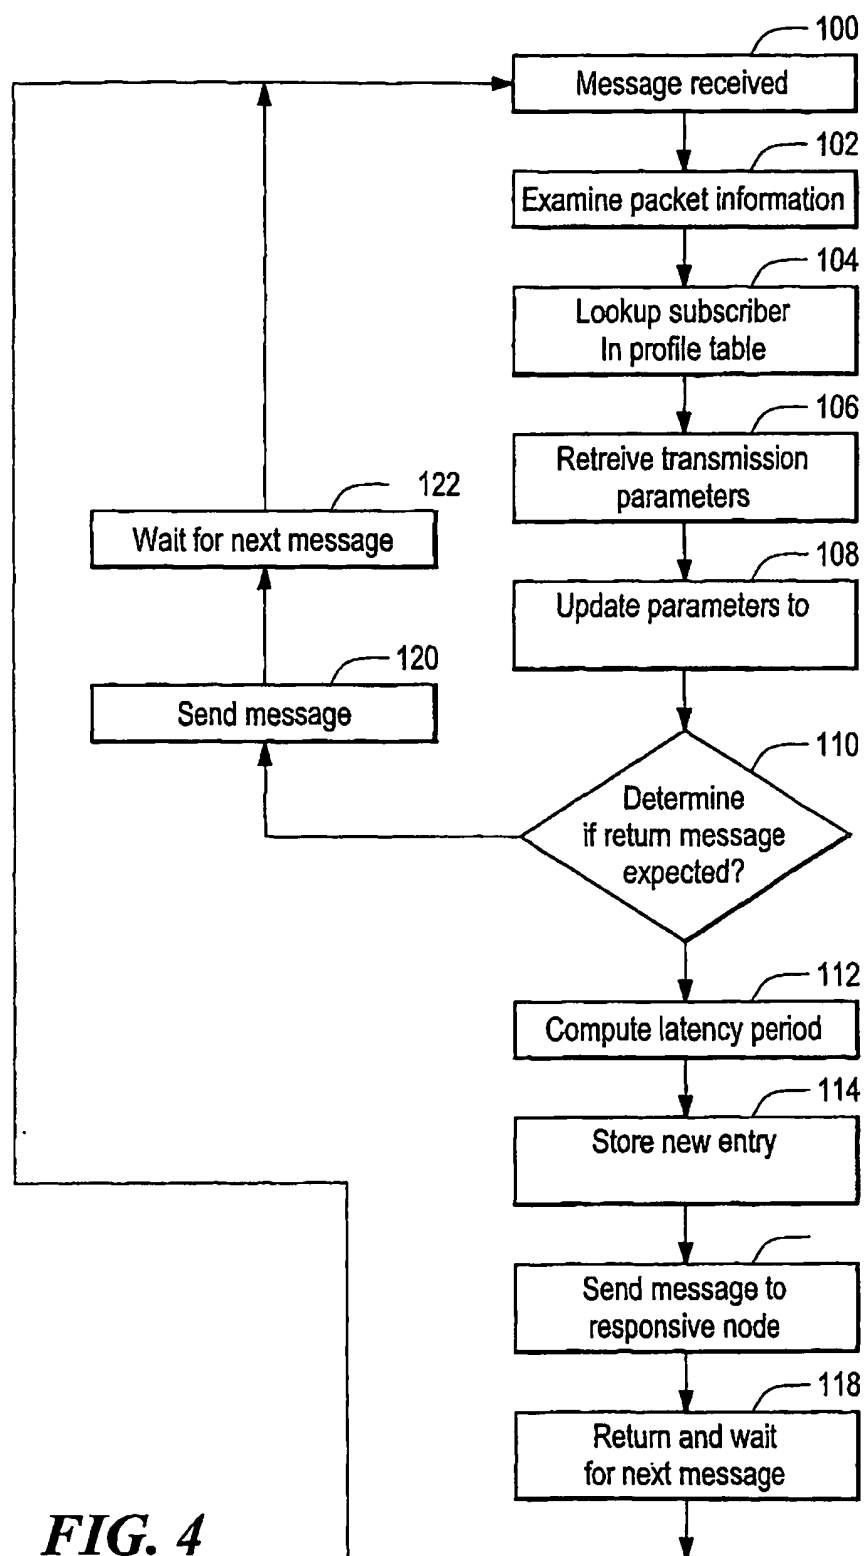 100
Message received
102
Examine packet information
104
Lookup subscriber
In profile table
106
Retreive transmission
parameters
108
Update parameters to
110
Determine
if return message
expected?
112
Compute latency period
114
Store new entry
Send message to
responsive node
118
Return and wait
for next message
122
Wait for next message
120
Send message
FIG. 4